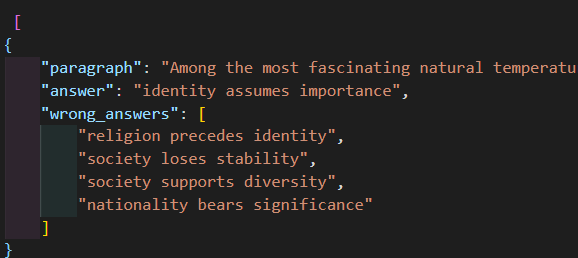 [
{
"paragraph": "Among the most fascinating natural temperatu
"answer": "identity assumes importance",
"wrong_answers": [
"religion precedes identity",
"society loses stability",
"society supports diversity",
"nationality bears significance"
]
}